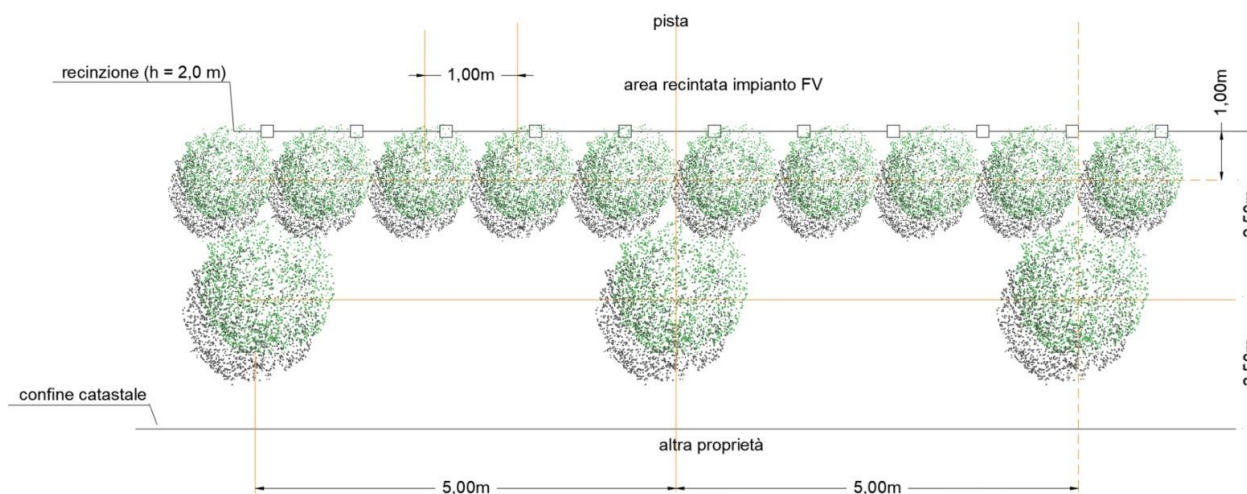 pista
recinzione (h = 2,0 m)
1,00m
area recintata impianto FV
1,00m
confine catastale
altra proprietà
5,00m
5,00m